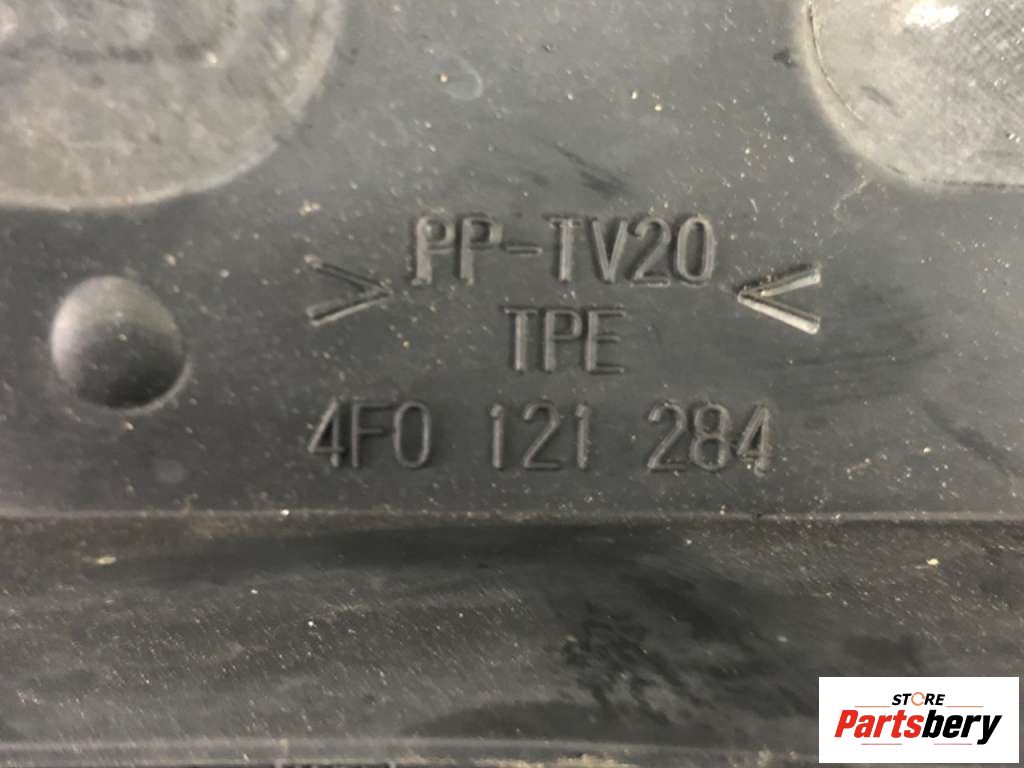 >PP-TV20<
TPE
4F0 121 284
STORE
Partsbery